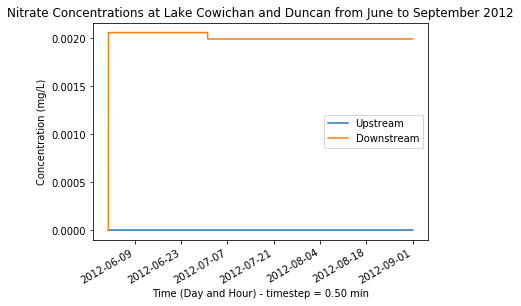 Nitrate Concentrations at Lake Cowichan and Duncan from June to September 2012
0.0020
0.0015
0.0010
0.0005
0.0000
Concentration (mg/L)
Upstream
Downstream
2012-06-09
2012-06-23
2012-07-07
2012-07-21
2012-08-04
2012-08-18
2012-09-01
Time (Day and Hour) - timestep = 0.50 min